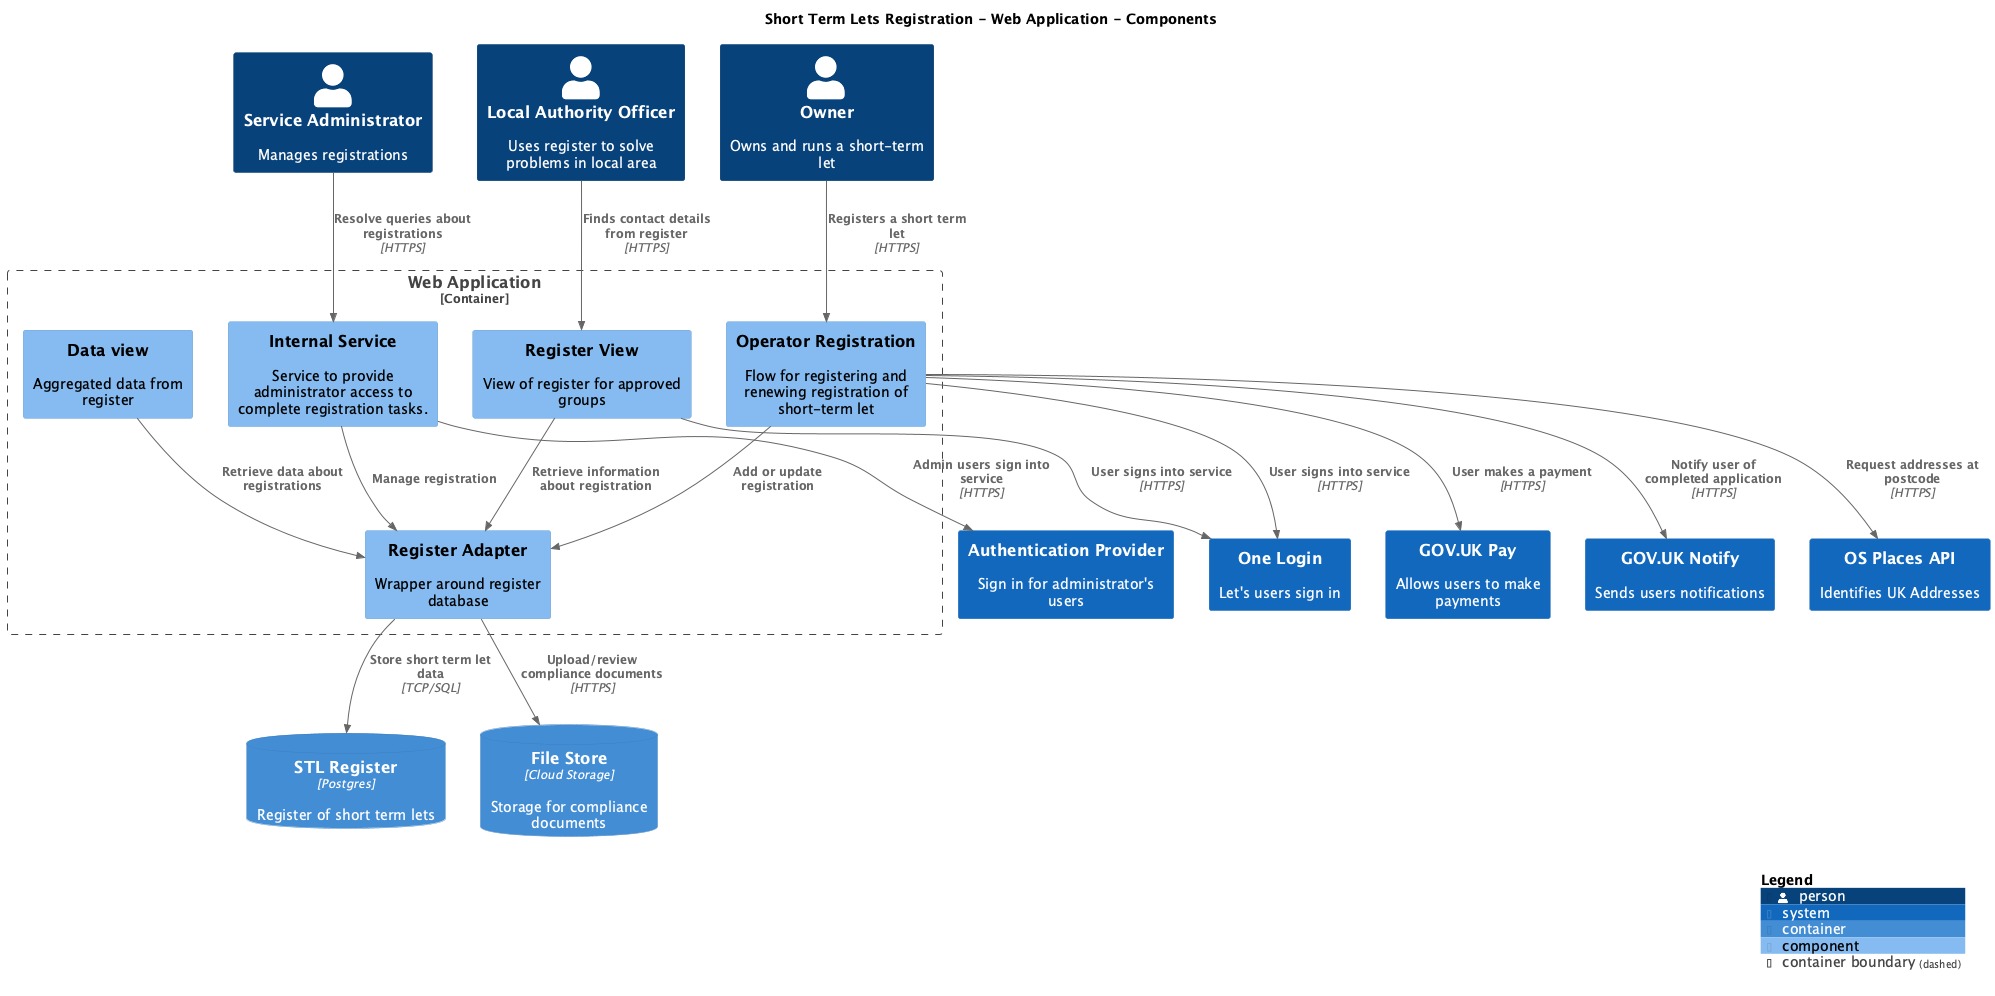 Short Term Lets Registration - Web Application - Components
Service Administrator
Manages registrations
Local Authority Officer
Uses register to solve
problems in local area
Owner
Owns and runs a short-term
let
Resolve queries about
registrations
[HTTPS]
Finds contact details
from register
[HTTPS]
Registers a short term
let
[HTTPS]
Web Application
[Container]
Data view
Aggregated data from
register
Internal Service
Service to provide
administrator access to
complete registration tasks.
Register View
View of register for approved
groups
Operator Registration
Flow for registering and
renewing registration of
short-term let
Retrieve data about
registrations
Manage registration
Retrieve information
about registration
Add or update
registration
Admin users sign into
service
[HTTPS]
User signs into service
[HTTPS]
User signs into service
[HTTPS]
User makes a payment
[HTTPS]
Notify user of
completed application
[HTTPS]
Request addresses at
postcode
[HTTPS]
Register Adapter
Wrapper around register
database
Authentication Provider
Sign in for administrator's
users
One Login
Let's users sign in
GOV.UK Pay
Allows users to make
payments
GOV.UK Notify
Sends users notifications
OS Places API
Identifies UK Addresses
Store short term let
data
[TCP/SQL]
Upload/review
compliance documents
[HTTPS]
STL Register
[Postgres]
Register of short term lets
File Store
[Cloud Storage]
Storage for compliance
documents
Legend
person
system
container
component
container boundary (dashed)